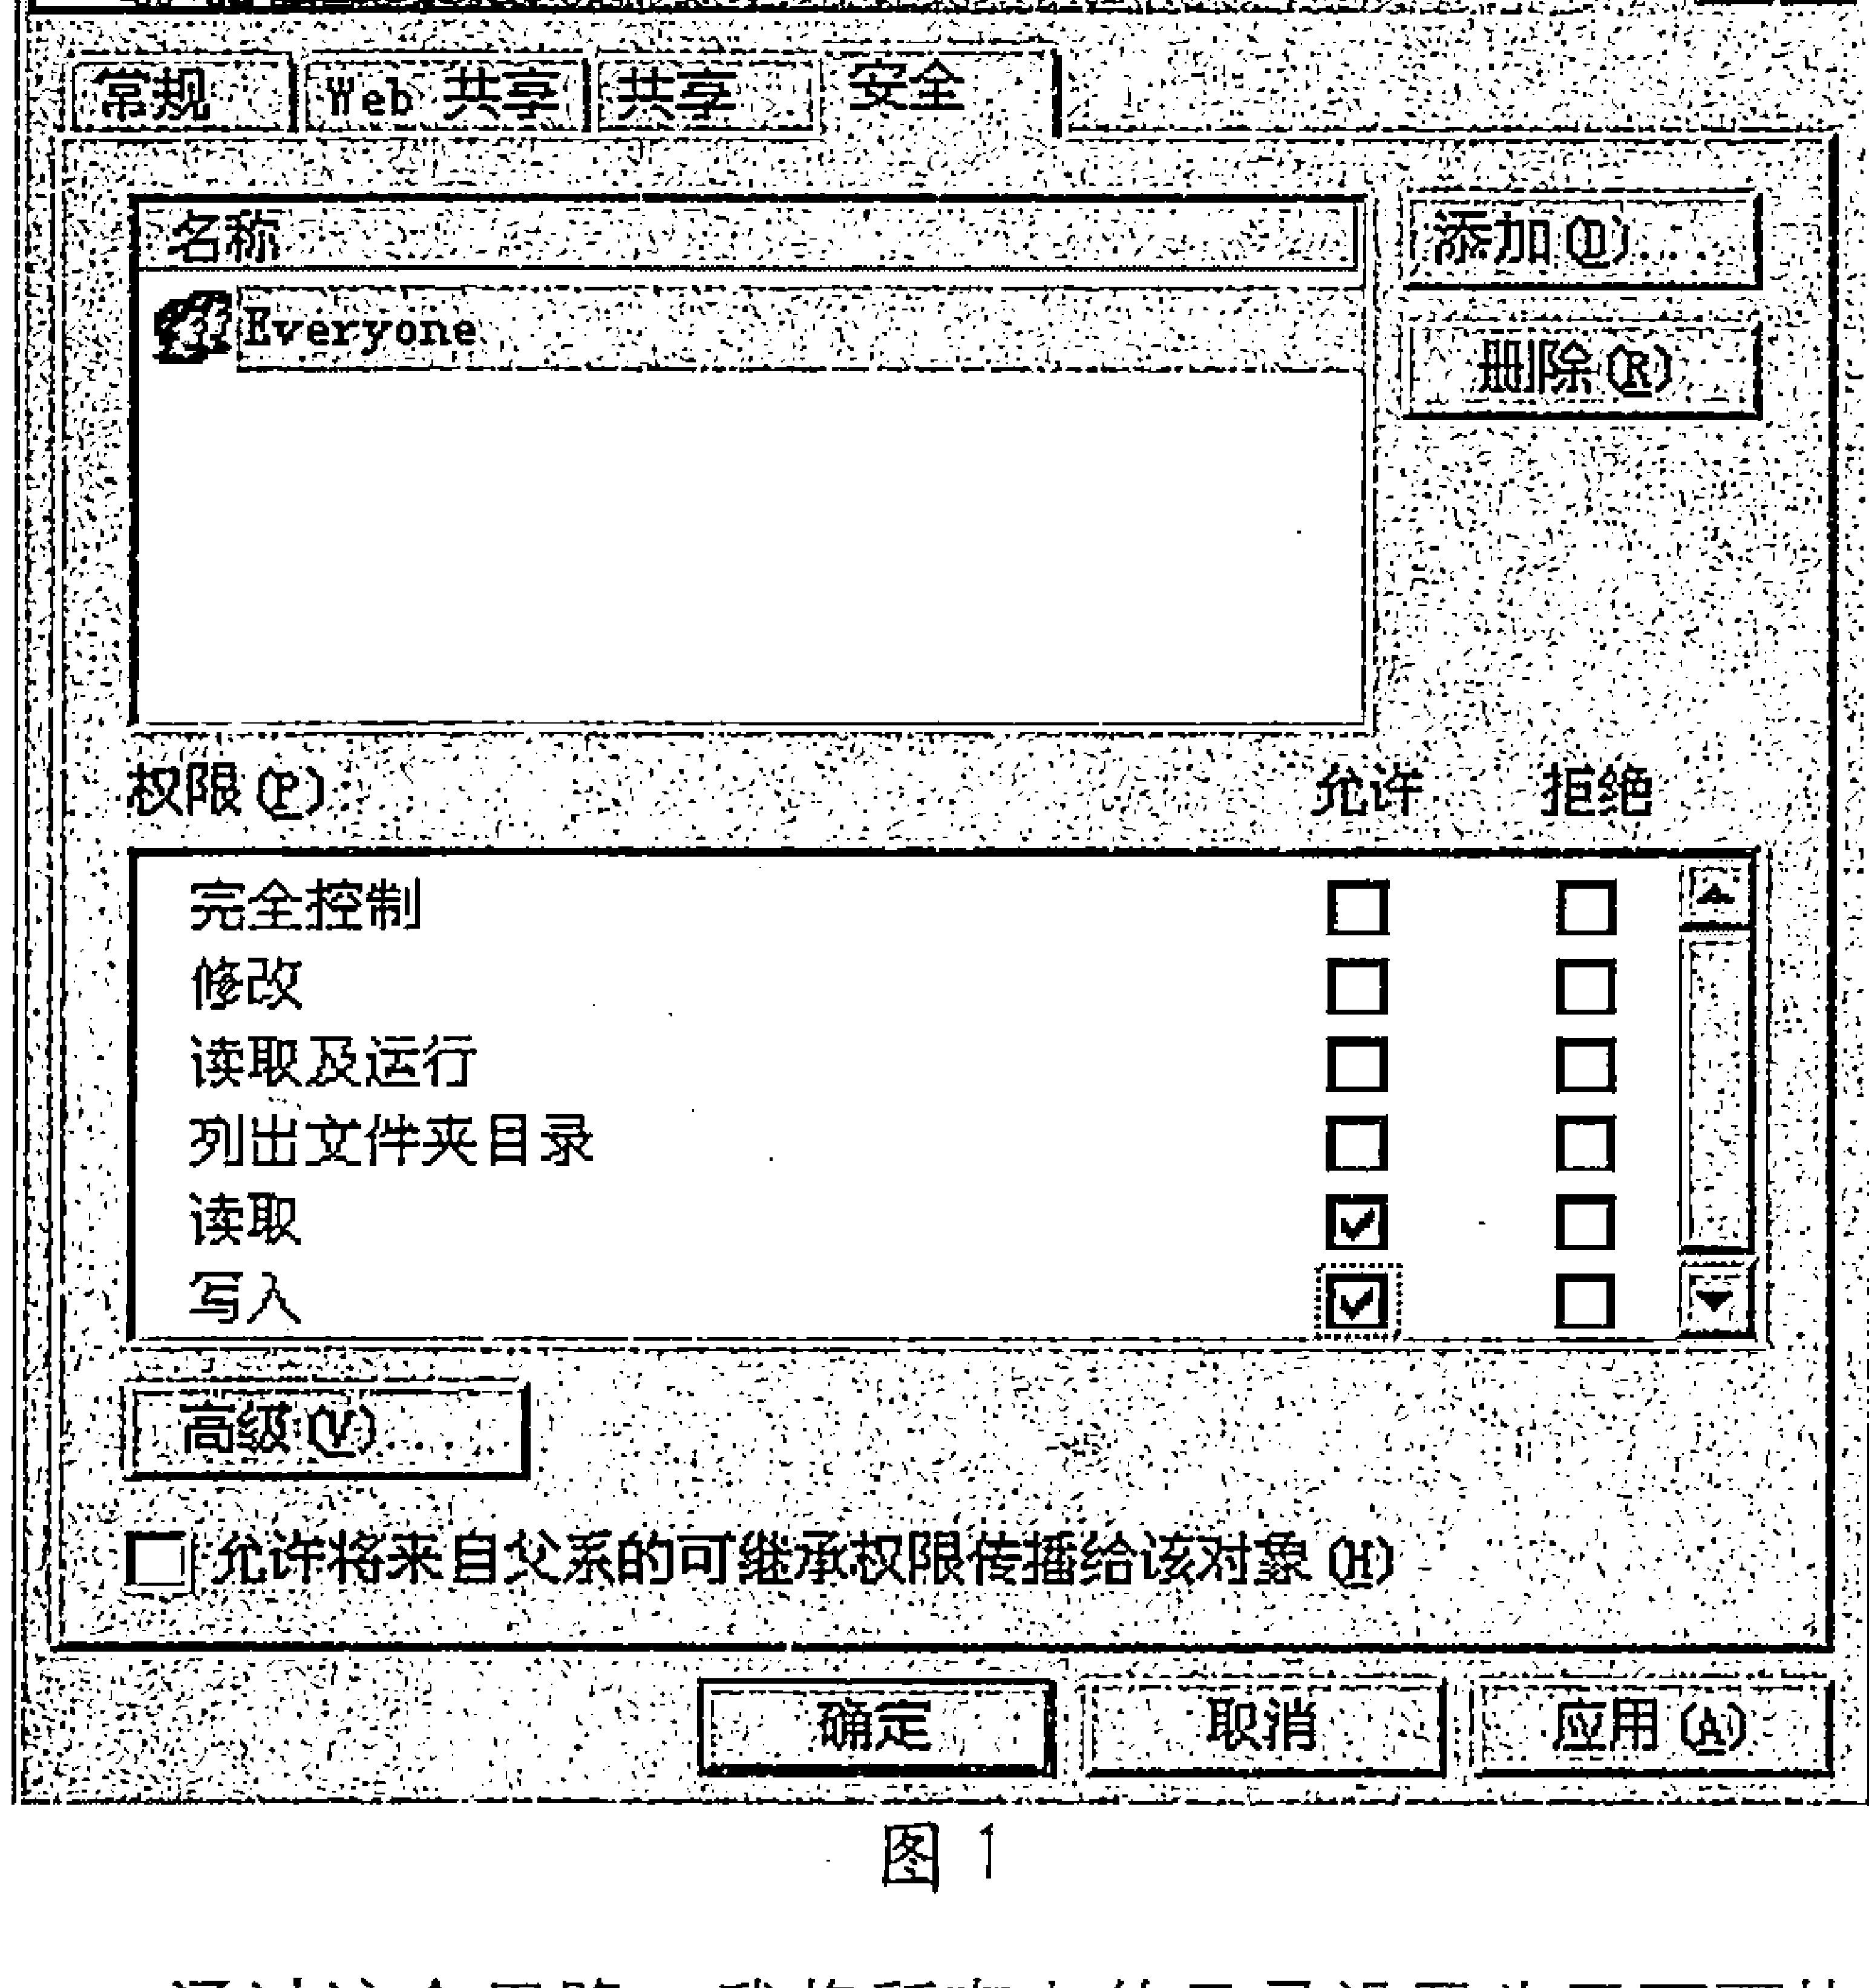 常规 Web 共享 共享 安全
名称
添加(D)...
Everyone
删除(R)
权限(P): 允许 拒绝
完全控制
修改
读取及运行
列出文件夹目录
读取
写入
高级(V)...
允许将来自父系的可继承权限传播给该对象(H)
确定 取消 应用(A)
图 1